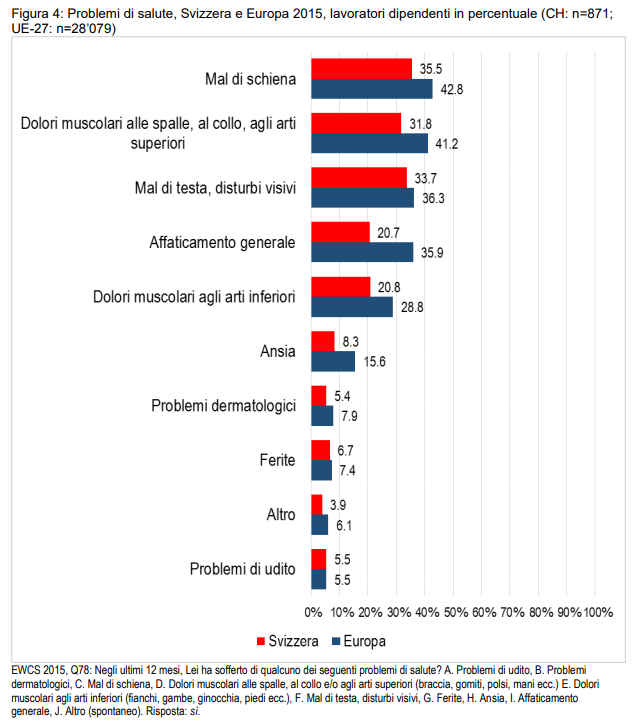 Figura 4: Problemi di salute, Svizzera e Europa 2015, lavoratori dipendenti in percentuale (CH: n=871;
UE-27: n=28'079)
Mal di schiena
35.5
42.8
Dolori muscolari alle spalle, al collo, agli arti
superiori
31.8
41.2
Mal di testa, disturbi visivi
33.7
36.3
Affaticamento generale
20.7
35.9
Dolori muscolari agli arti inferiori
20.8
28.8
Ansia
8.3
15.6
Problemi dermatologici
5.4
7.9
Ferite
6.7
7.4
Altro
3.9
6.1
Problemi di udito
5.5
5.5
0% 10% 20% 30% 40% 50% 60% 70% 80% 90% 100%
Svizzera Europa
EWCS 2015, Q78: Negli ultimi 12 mesi, Lei ha sofferto di qualcuno dei seguenti problemi di salute? A. Problemi di udito, B. Problemi
dermatologici, C. Mal di schiena, D. Dolori muscolari alle spalle, al collo e/o agli arti superiori (braccia, gomiti, polsi, mani ecc.) E. Dolori
muscolari agli arti inferiori (fianchi, gambe, ginocchia, piedi ecc.), F. Mal di testa, disturbi visivi, G. Ferite, H. Ansia, I. Affaticamento
generale, J. Altro (spontaneo). Risposta: si.